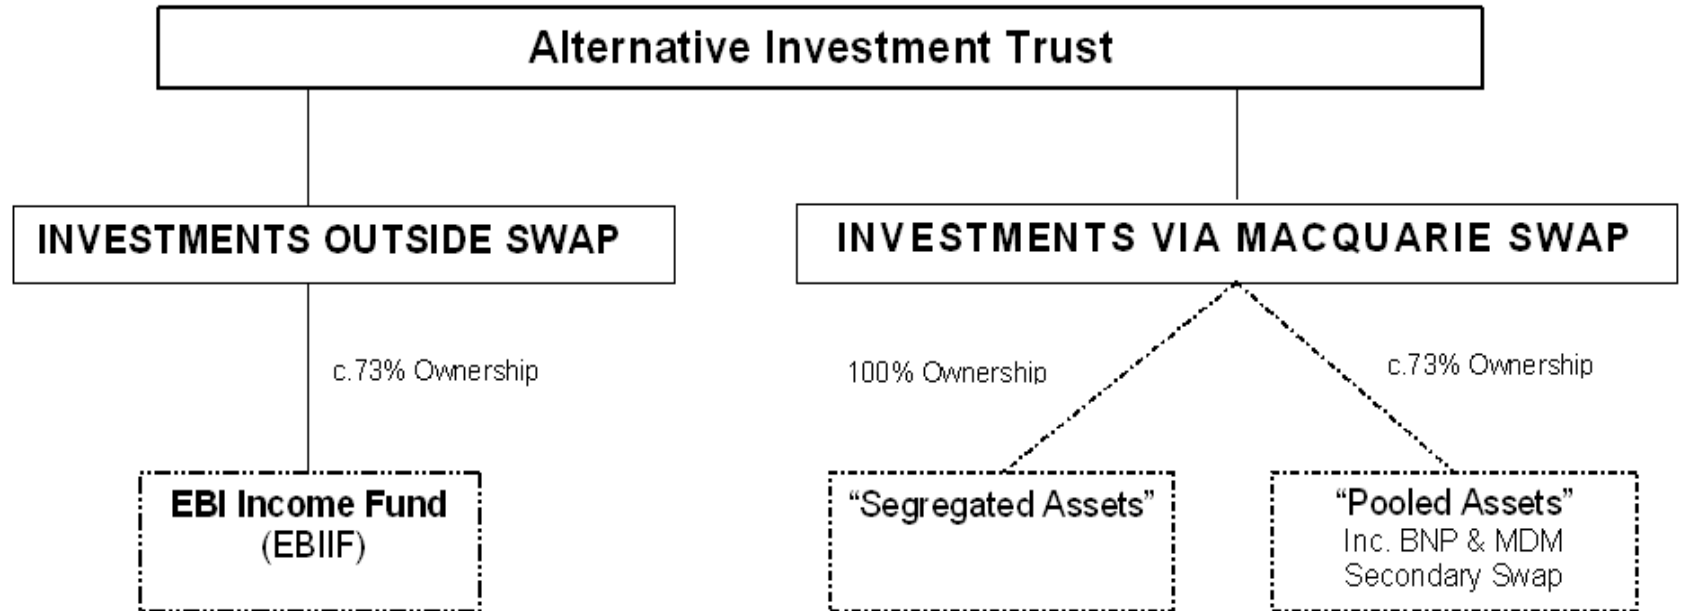 Alternative Investment Trust
INVESTMENTS OUTSIDE SWAP
INVESTMENTS VIA MACQUARIE SWAP
c.73% Ownership
100% Ownership
c.73% Ownership
EBI Income Fund
(EBIIF)
“Segregated Assets”
“Pooled Assets”
Inc. BNP & MDM
Secondary Swap